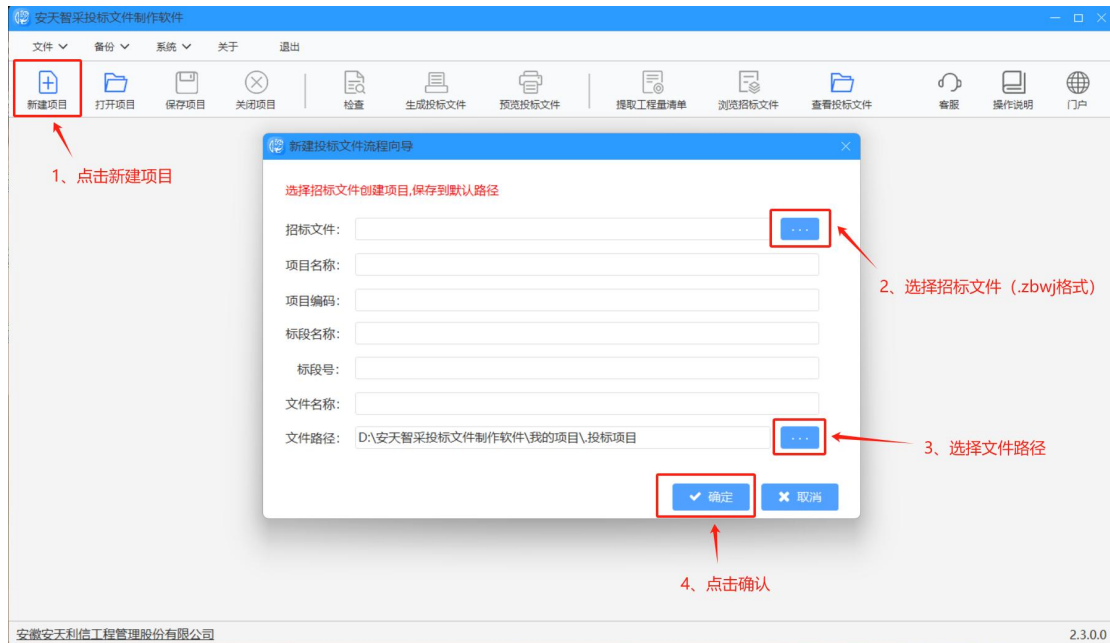 安天智采投标文件制作软件
文件 备份 系统 关于 退出
新建项目 打开项目 保存项目 关闭项目 检查 生成投标文件 预览投标文件 提取工程量清单 浏览招标文件 查看投标文件 客服 操作说明 门户
1、点击新建项目
新建投标文件流程向导
选择招标文件创建项目,保存到默认路径
招标文件: ...
2、选择招标文件（.zbwj格式）
项目名称:
项目编码:
标段名称:
标段号:
文件名称:
文件路径: D:\安天智采投标文件制作软件\我的项目\.投标项目 ...
3、选择文件路径
确定 取消
4、点击确认
安徽安天利信工程管理股份有限公司 2.3.0.0